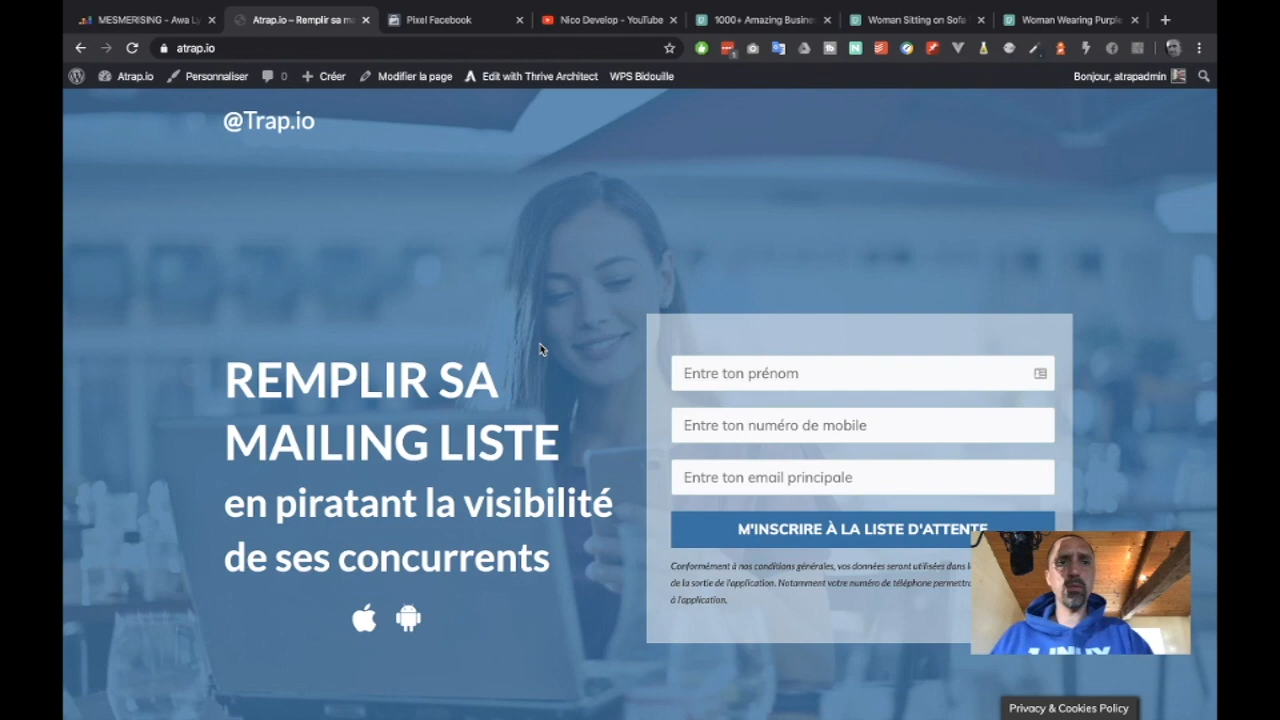 MESMERISING - Awa Ly
Atrap.io – Remplir sa ma
Pixel Facebook
Nico Develop - YouTube
1000+ Amazing Busine
Woman Sitting on Sofa
Woman Wearing Purple
atrap.io
Atrap.io
Personnaliser
0
Créer
Modifier la page
Edit with Thrive Architect
WPS Bidouille
Bonjour, atrapadmin
@Trap.io
REMPLIR SA
MAILING LISTE
en piratant la visibilité
de ses concurrents
Entre ton prénom
Entre ton numéro de mobile
Entre ton email principale
M'INSCRIRE À LA LISTE D'ATTENTE
Conformément à nos conditions générales, vos données seront utilisées dans
de la sortie de l'application. Notamment votre numéro de téléphone
à l'application.
LINUX
Privacy & Cookies Policy